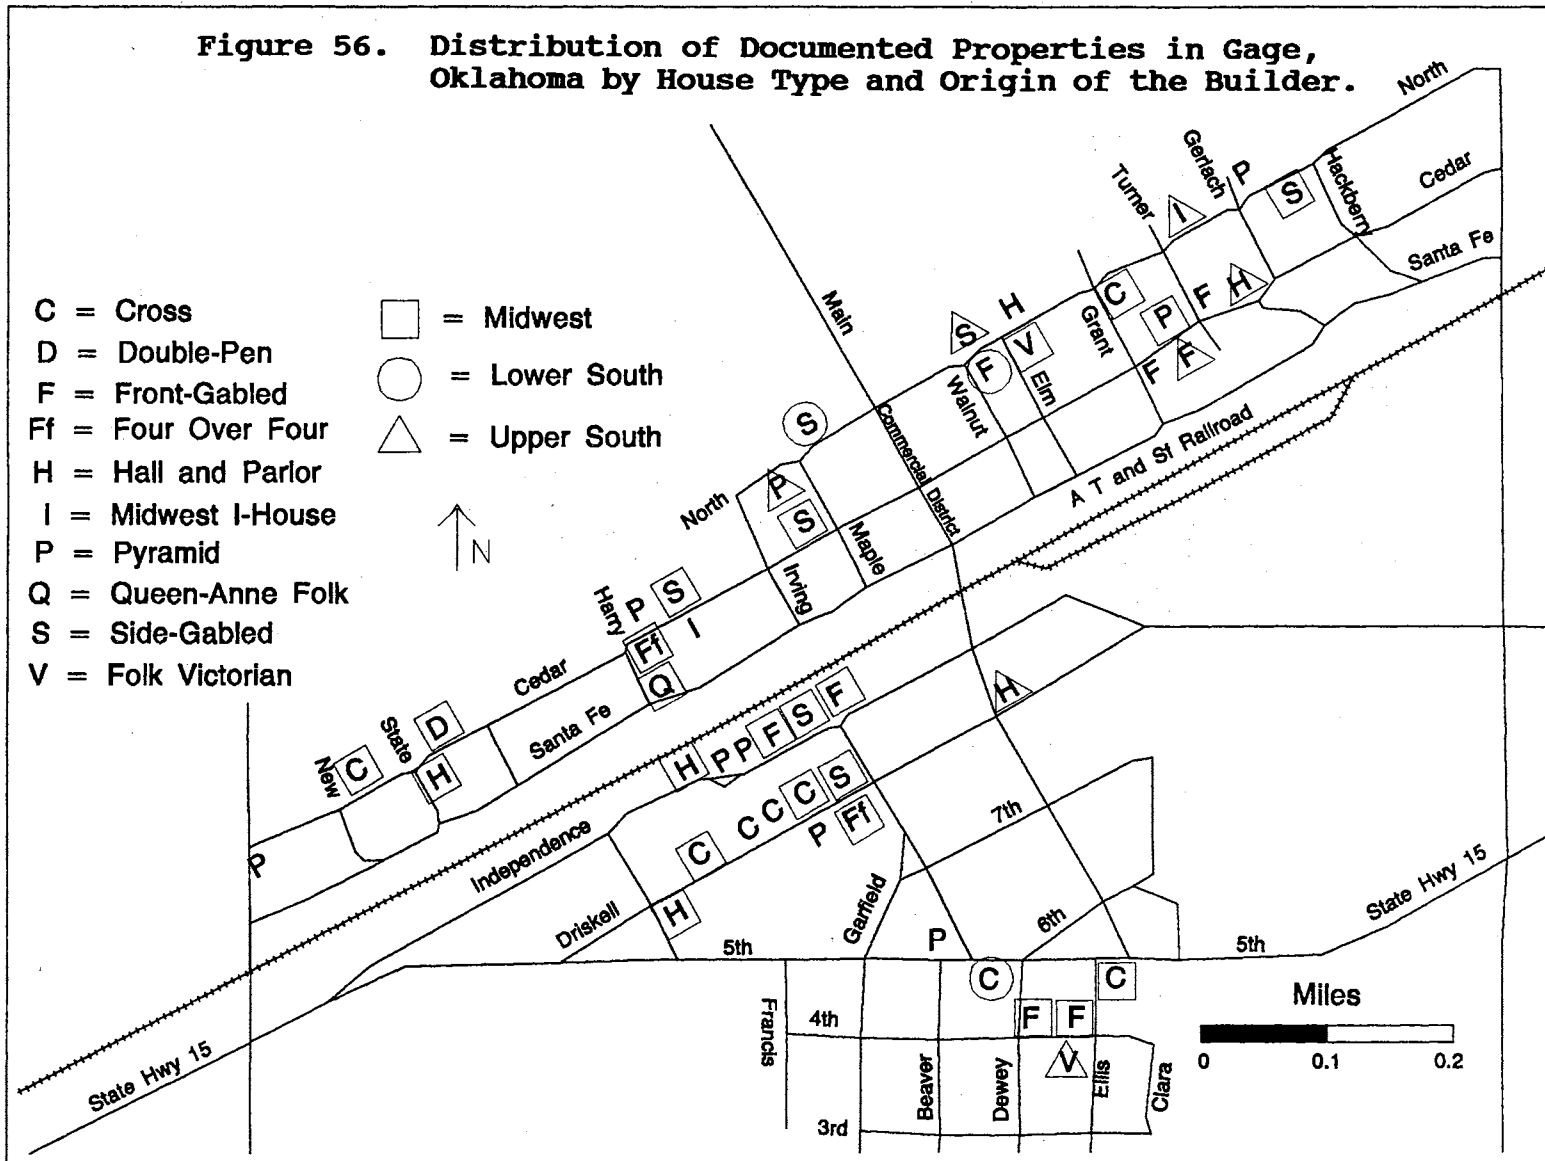 Figure 56. Distribution of Documented Properties in Gage,
Oklahoma by House Type and Origin of the Builder.
C = Cross
D = Double-Pen
F = Front-Gabled
Ff = Four Over Four
H = Hall and Parlor
I = Midwest I-House
P = Pyramid
Q = Queen-Anne Folk
S = Side-Gabled
V = Folk Victorian
= Midwest
= Lower South
= Upper South
N
North
Cedar
Santa Fe
Hackberry
Gerlach
Turner
Grant
Elm
Walnut
Main
Commercial District
Maple
Irving
North
Harry
Cedar
Santa Fe
State
New
A T and Sf Railroad
Independence
Driskell
Garfield
7th
6th
5th
5th
4th
3rd
Francis
Beaver
Dewey
Ellis
Clara
State Hwy 15
State Hwy 15
Miles
0 0.1 0.2
P
S
I
H
F
C
P
F
F
H
S
V
F
S
P
S
S
P
I
Ff
Q
D
C
H
P
H
P
P
F
S
F
H
C
C
C
C
S
P
Ff
H
P
C
C
F
F
V